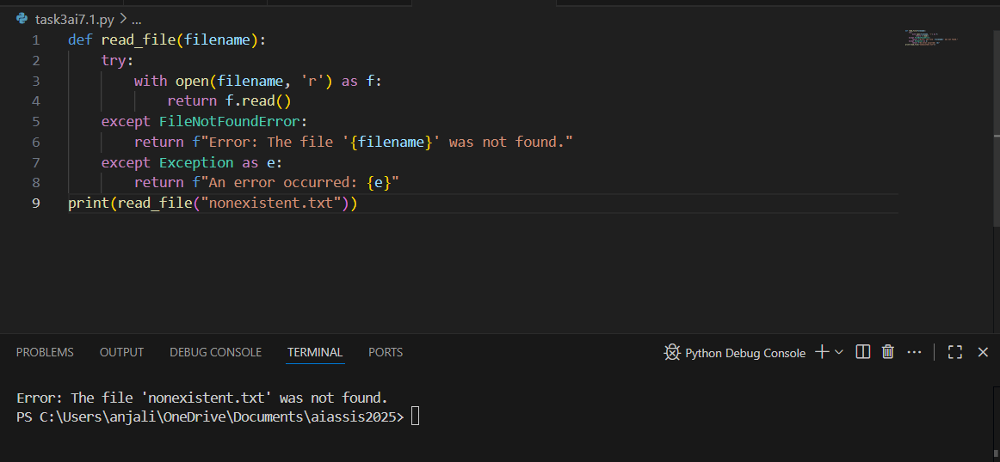 task3ai7.1.py > ...
1 def read_file(filename):
2     try:
3         with open(filename, 'r') as f:
4             return f.read()
5     except FileNotFoundError:
6         return f"Error: The file '{filename}' was not found."
7     except Exception as e:
8         return f"An error occurred: {e}"
9 print(read_file("nonexistent.txt"))
PROBLEMS OUTPUT DEBUG CONSOLE TERMINAL PORTS Python Debug Console
Error: The file 'nonexistent.txt' was not found.
PS C:\Users\anjali\OneDrive\Documents\aiassis2025>